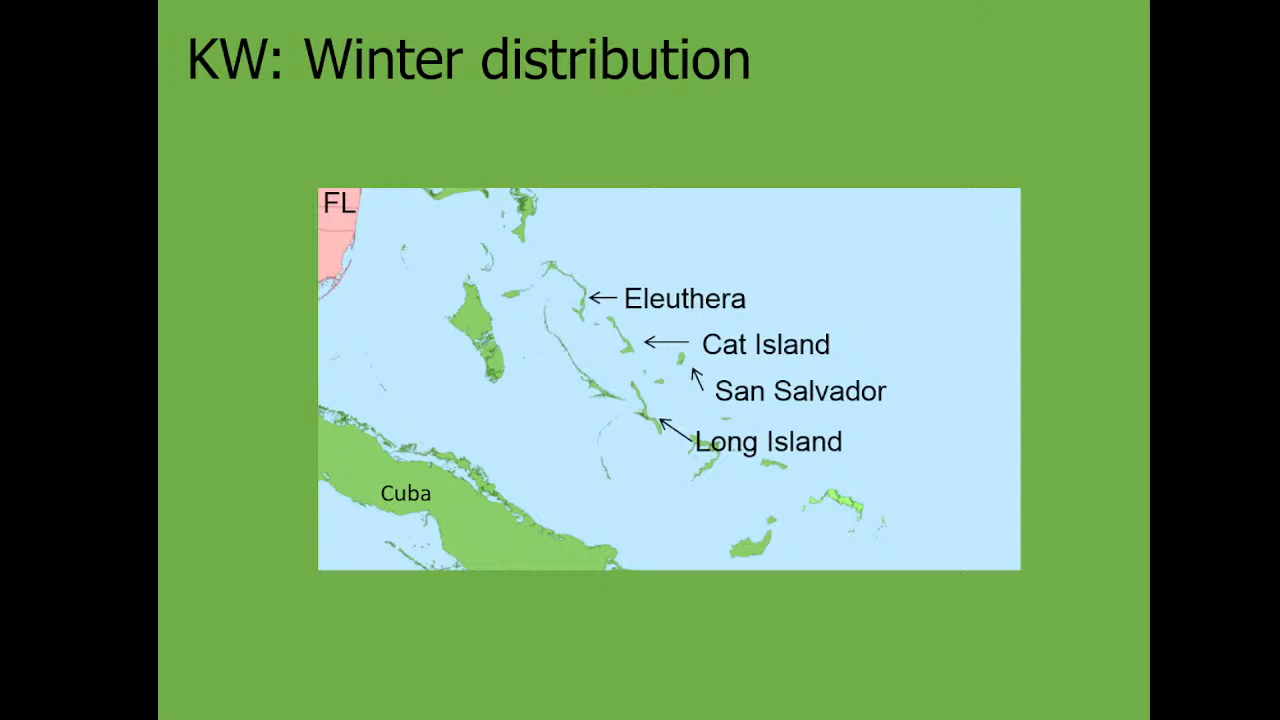 KW: Winter distribution
FL
Eleuthera
Cat Island
San Salvador
Long Island
Cuba